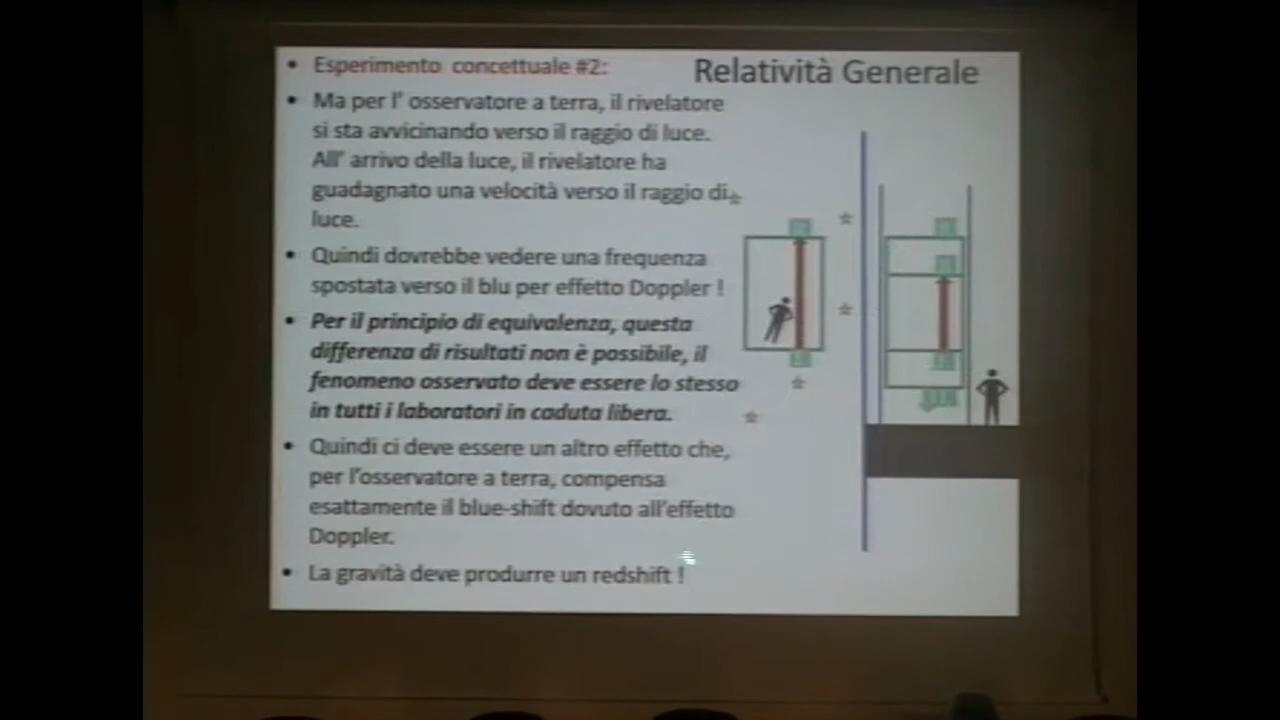 Relatività Generale
• Esperimento concettuale #2:
• Ma per l' osservatore a terra, il rivelatore
si sta avvicinando verso il raggio di luce.
All' arrivo della luce, il rivelatore ha
guadagnato una velocità verso il raggio di
luce.
• Quindi dovrebbe vedere una frequenza
spostata verso il blu per effetto Doppler !
• Per il principio di equivalenza, questa
differenza di risultati non è possibile, il
fenomeno osservato deve essere lo stesso
in tutti i laboratori in caduta libera.
• Quindi ci deve essere un altro effetto che,
per l'osservatore a terra, compensa
esattamente il blue-shift dovuto all'effetto
Doppler.
• La gravità deve produrre un redshift !